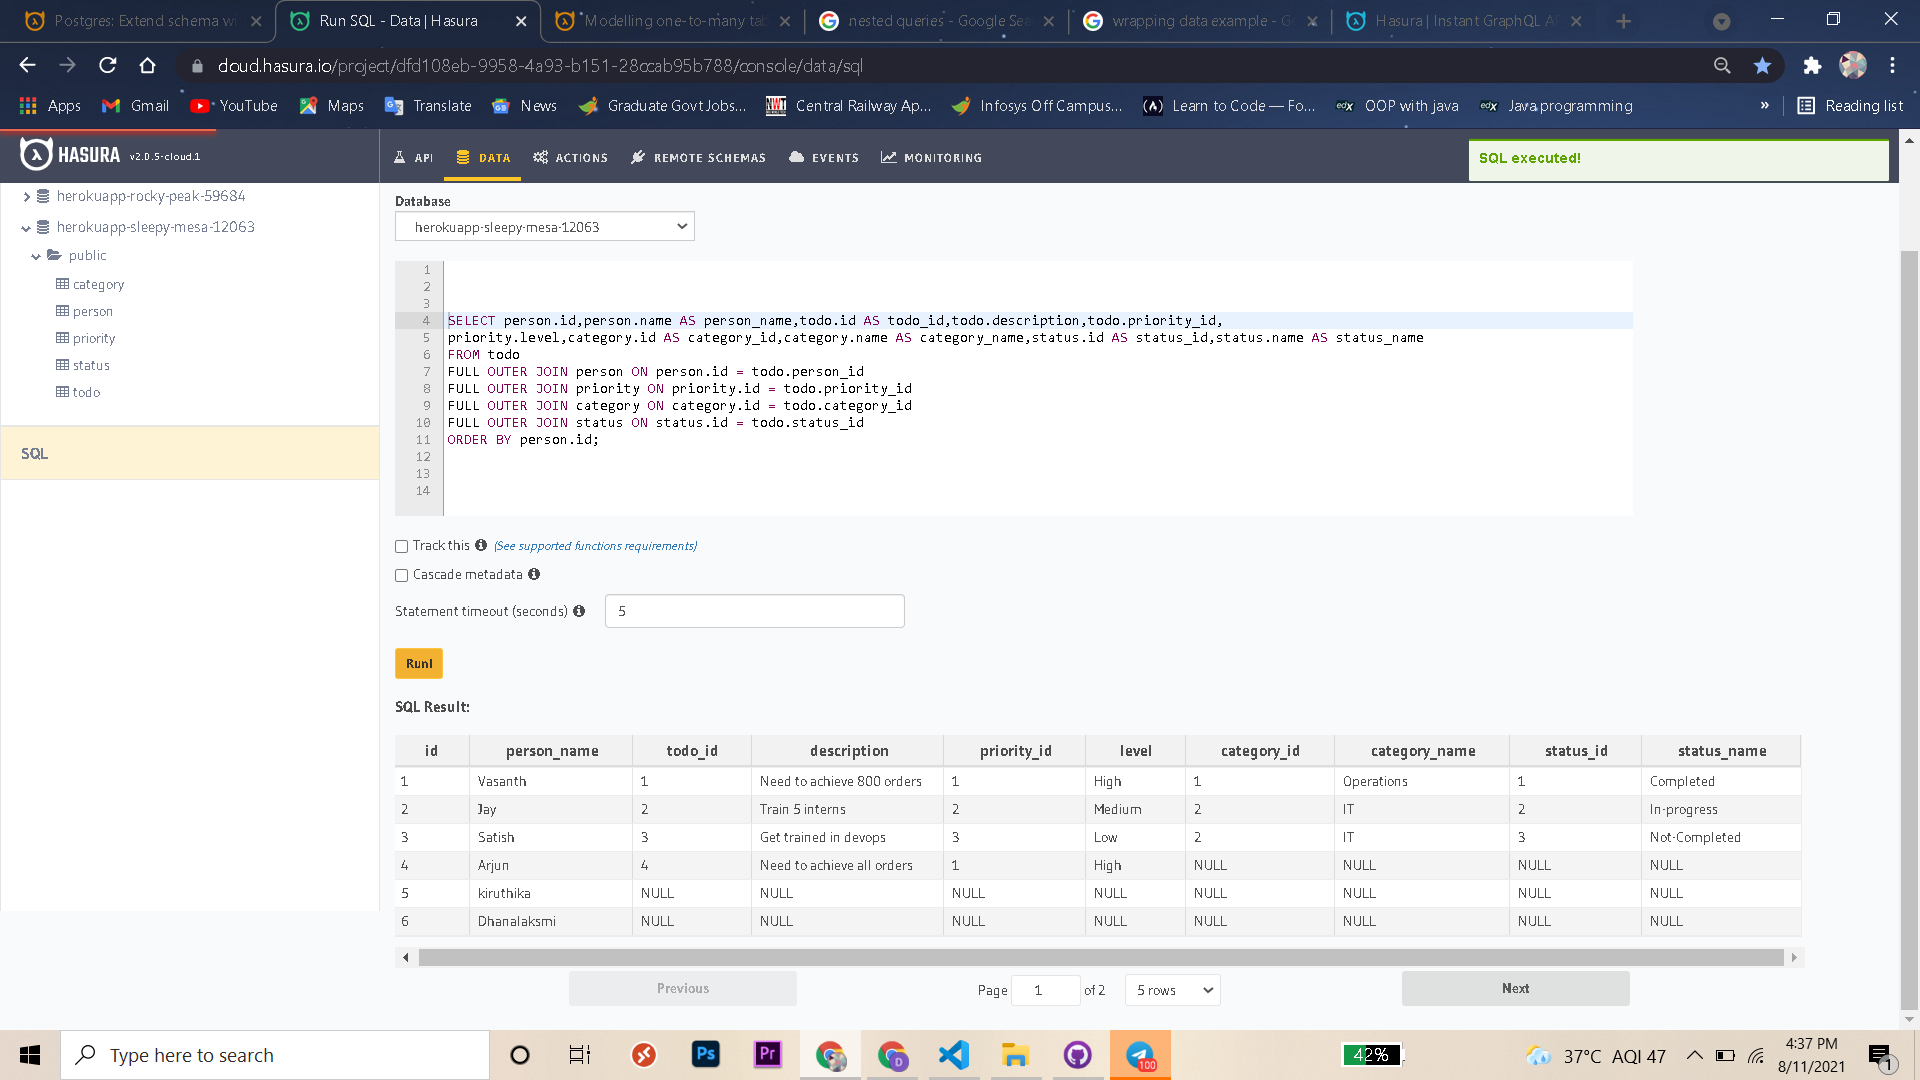 Postgres: Extend schema wi
Run SQL - Data | Hasura
Modelling one-to-many tab
nested queries - Google Sea
wrapping data example - G
Hasura | Instant GraphQL A
cloud.hasura.io/project/dfd108eb-9958-4a93-b151-28ccab95b788/console/data/sql
Apps
Gmail
YouTube
Maps
Translate
News
Graduate Govt Jobs...
Central Railway Ap...
Infosys Off Campus...
Learn to Code — Fo...
OOP with java
Java programming
»
Reading list
HASURA v2.0.5-cloud.1
API
DATA
ACTIONS
REMOTE SCHEMAS
EVENTS
MONITORING
SQL executed!
herokuapp-rocky-peak-59684
herokuapp-sleepy-mesa-12063
public
category
person
priority
status
todo
SQL
Database
herokuapp-sleepy-mesa-12063
1
2
3
4 SELECT person.id,person.name AS person_name,todo.id AS todo_id,todo.description,todo.priority_id,
5 priority.level,category.id AS category_id,category.name AS category_name,status.id AS status_id,status.name AS status_name
6 FROM todo
7 FULL OUTER JOIN person ON person.id = todo.person_id
8 FULL OUTER JOIN priority ON priority.id = todo.priority_id
9 FULL OUTER JOIN category ON category.id = todo.category_id
10 FULL OUTER JOIN status ON status.id = todo.status_id
11 ORDER BY person.id;
12
13
14
Track this (See supported functions requirements)
Cascade metadata
Statement timeout (seconds) 5
Run!
SQL Result:
id person_name todo_id description priority_id level category_id category_name status_id status_name
1 Vasanth 1 Need to achieve 800 orders 1 High 1 Operations 1 Completed
2 Jay 2 Train 5 interns 2 Medium 2 IT 2 In-progress
3 Satish 3 Get trained in devops 3 Low 2 IT 3 Not-Completed
4 Arjun 4 Need to achieve all orders 1 High NULL NULL NULL NULL
5 kiruthika NULL NULL NULL NULL NULL NULL NULL NULL
6 Dhanalaksmi NULL NULL NULL NULL NULL NULL NULL NULL
Previous
Page 1 of 2
5 rows
Next
Type here to search
Ps
Pr
D
100
42%
37°C AQI 47
4:37 PM
8/11/2021
1